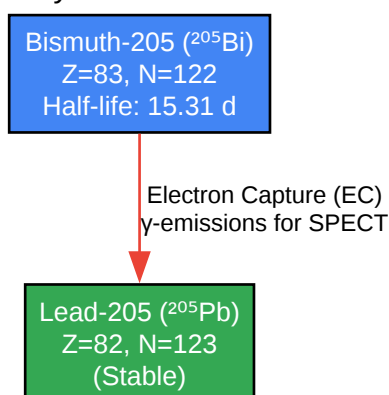 Bismuth-205 (²⁰⁵Bi)
Z=83, N=122
Half-life: 15.31 d
Electron Capture (EC)
γ-emissions for SPECT
Lead-205 (²⁰⁵Pb)
Z=82, N=123
(Stable)